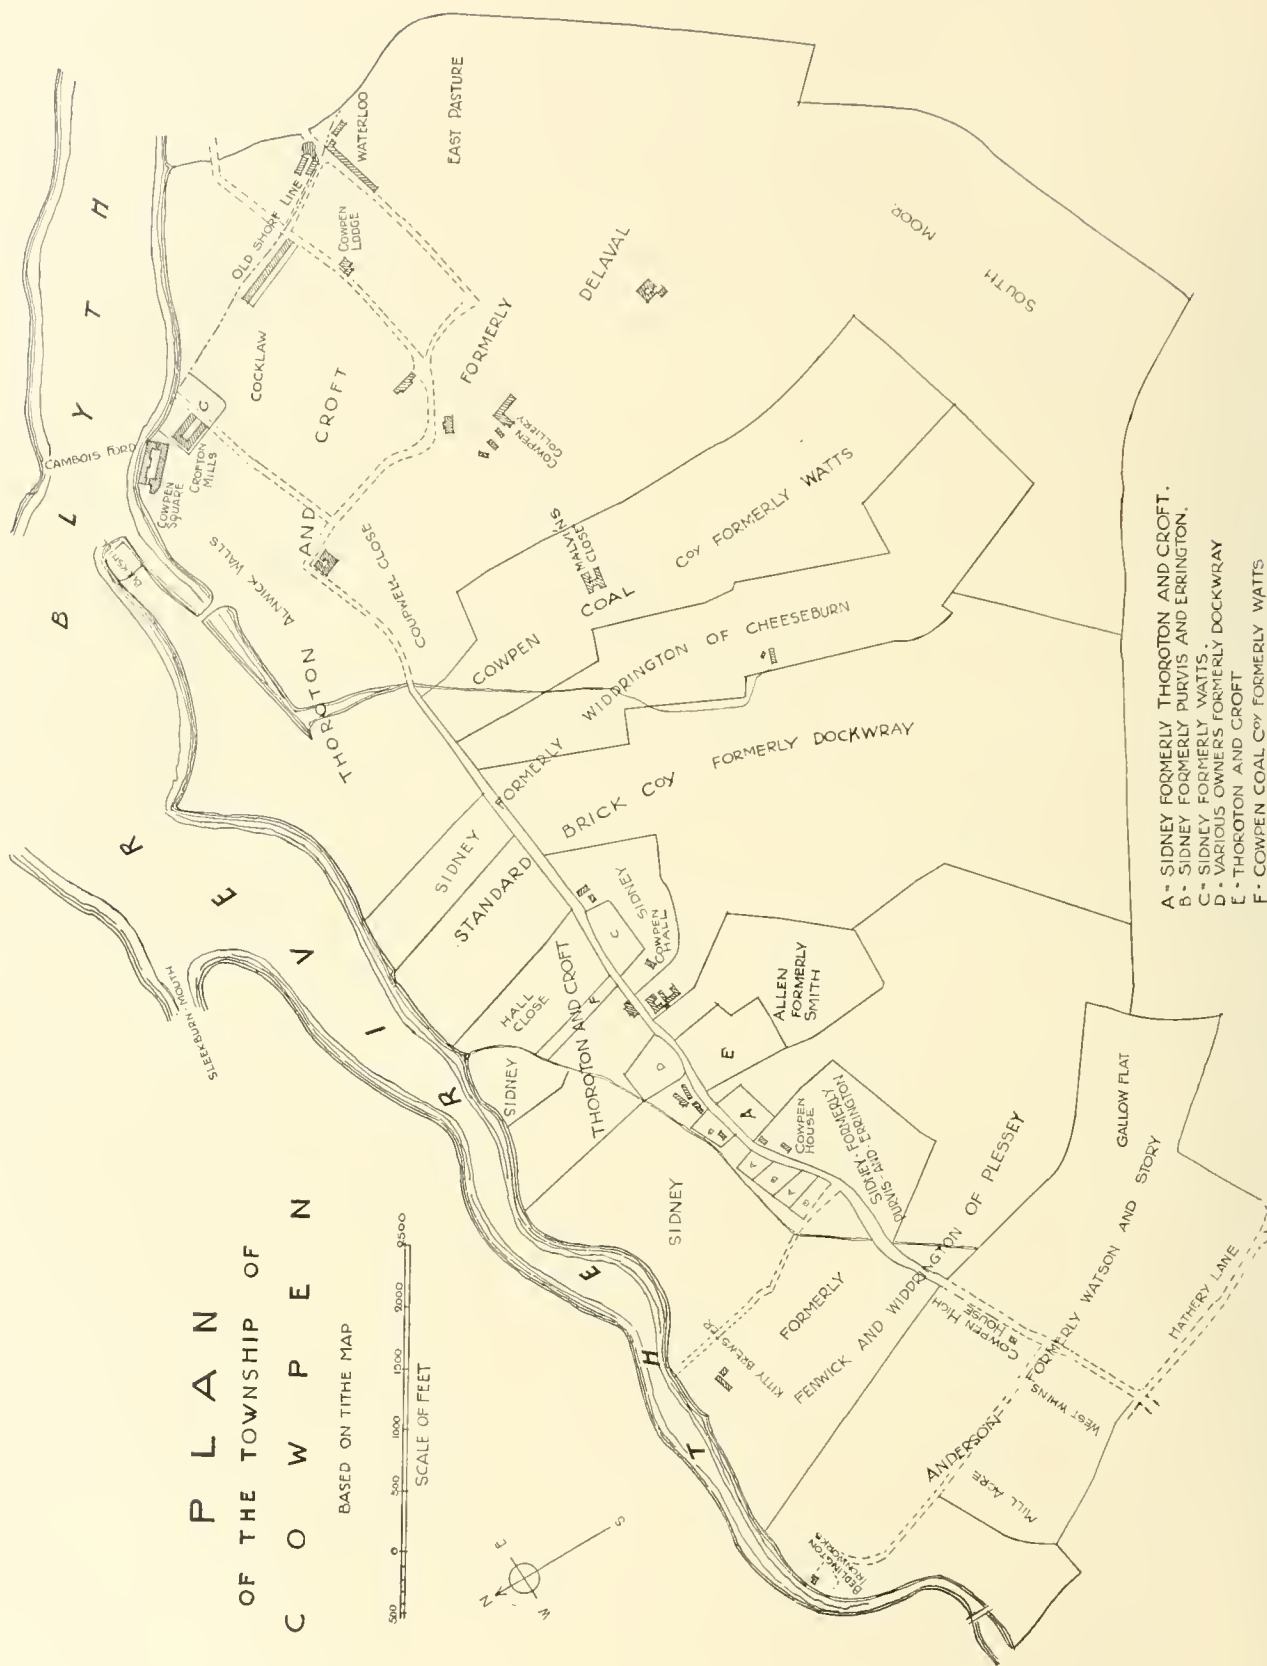 PLAN
OF THE TOWNSHIP OF
COWPEN
BASED ON TITHE MAP
500 0 500 1000 1500 2000 2500
SCALE OF FEET
N
E
S
W
THE RIVER BLYTH
SLEEKBURN MOUTH
CAMBOIS FORD
COWPEN
SQUARE
CROFTON
MILLS
C
OLD SHORE LINE
WATERLOO
EAST PASTURE
COWPEN
LODGE
COCKLAW
ALNWICK WALLS
COUPWELL CLOSE
THOROTON AND CROFT
FORMERLY DELAVAL
COWPEN
COLLIERY
SOUTH MOOR
MALVINS
CLOSE
COWPEN COAL COY FORMERLY WATTS
FORMERLY WIDDRINGTON OF CHEESEBURN
SIDNEY
STANDARD BRICK COY FORMERLY DOCKWRAY
HALL
CLOSE
SIDNEY
C
F
COWPEN
HALL
SIDNEY
THOROTON AND CROFT
D
E
ALLEN
FORMERLY
SMITH
A
B
A
B
A
B
COWPEN
HOUSE
SIDNEY-FORMERLY
PURVIS AND ERRINGTON
SIDNEY
FORMERLY
FENWICK AND WIDDRINGTON OF PLESSEY
KITTY BREWSTER
COWPEN HIGH
HOUSE
ANDERSON FORMERLY WATSON AND STORY
GALLOW FLAT
MATHERY LANE
WEST WHINS
MILL ACRE
BEDLINGTON
IRONWORKS
A - SIDNEY FORMERLY THOROTON AND CROFT.
B - SIDNEY FORMERLY PURVIS AND ERRINGTON.
C - SIDNEY FORMERLY WATTS.
D - VARIOUS OWNERS FORMERLY DOCKWRAY
E - THOROTON AND CROFT
F - COWPEN COAL COY FORMERLY WATTS